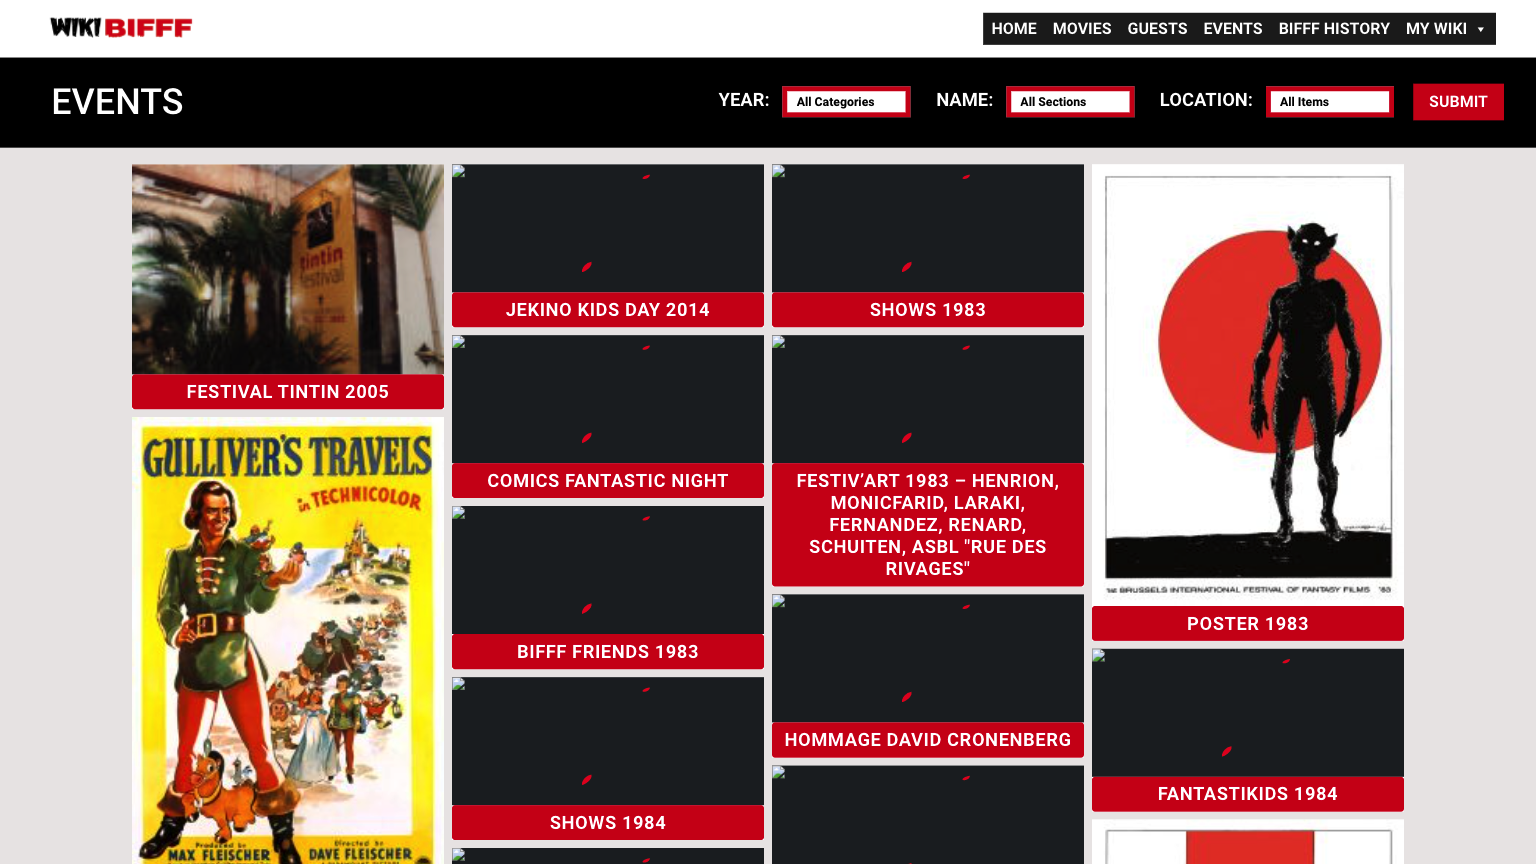 WIKI BIFFF
HOME MOVIES GUESTS EVENTS BIFFF HISTORY MY WIKI
EVENTS
YEAR: All Categories NAME: All Sections LOCATION: All Items SUBMIT
tintin
festival
FESTIVAL TINTIN 2005
GULLIVER'S TRAVELS
in TECHNICOLOR
Produced by
MAX FLEISCHER
Directed by
DAVE FLEISCHER
JEKINO KIDS DAY 2014
COMICS FANTASTIC NIGHT
BIFFF FRIENDS 1983
SHOWS 1984
SHOWS 1983
FESTIV’ART 1983 – HENRION,
MONICFARID, LARAKI,
FERNANDEZ, RENARD,
SCHUITEN, ASBL "RUE DES
RIVAGES"
HOMMAGE DAVID CRONENBERG
BRUSSELS INTERNATIONAL FESTIVAL OF FANTASY FILMS '83
POSTER 1983
FANTASTIKIDS 1984